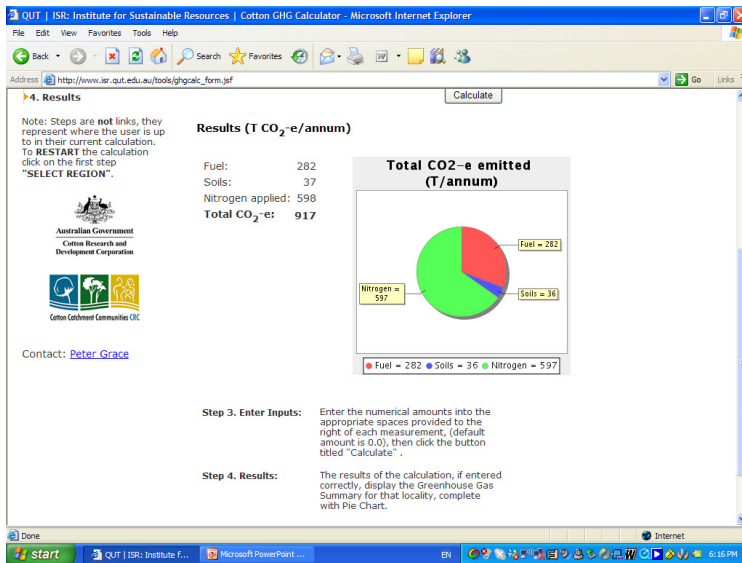 QUT | ISR: Institute for Sustainable Resources | Cotton GHG Calculator - Microsoft Internet Explorer
File Edit View Favorites Tools Help
Back Search Favorites
Address http://www.isr.qut.edu.au/tools/ghgcalc_form.jsf Go Links
4. Results
Note: Steps are not links, they
represent where the user is up
to in their current calculation.
To RESTART the calculation
click on the first step
"SELECT REGION".
Australian Government
Cotton Research and
Development Corporation
Cotton Catchment Communities CRC
Contact: Peter Grace
Calculate
Results (T CO2-e/annum)
Fuel: 282
Soils: 37
Nitrogen applied: 598
Total CO2-e: 917
Total CO2-e emitted
(T/annum)
Fuel = 282
Nitrogen =
597
Soils = 36
Fuel = 282 Soils = 36 Nitrogen = 597
Step 3. Enter Inputs: Enter the numerical amounts into the
appropriate spaces provided to the
right of each measurement, (default
amount is 0.0), then click the button
titled "Calculate" .
Step 4. Results: The results of the calculation, if entered
correctly, display the Greenhouse Gas
Summary for that locality, complete
with Pie Chart.
Done Internet
start QUT | ISR: Institute f... Microsoft PowerPoint ... EN 6:16 PM